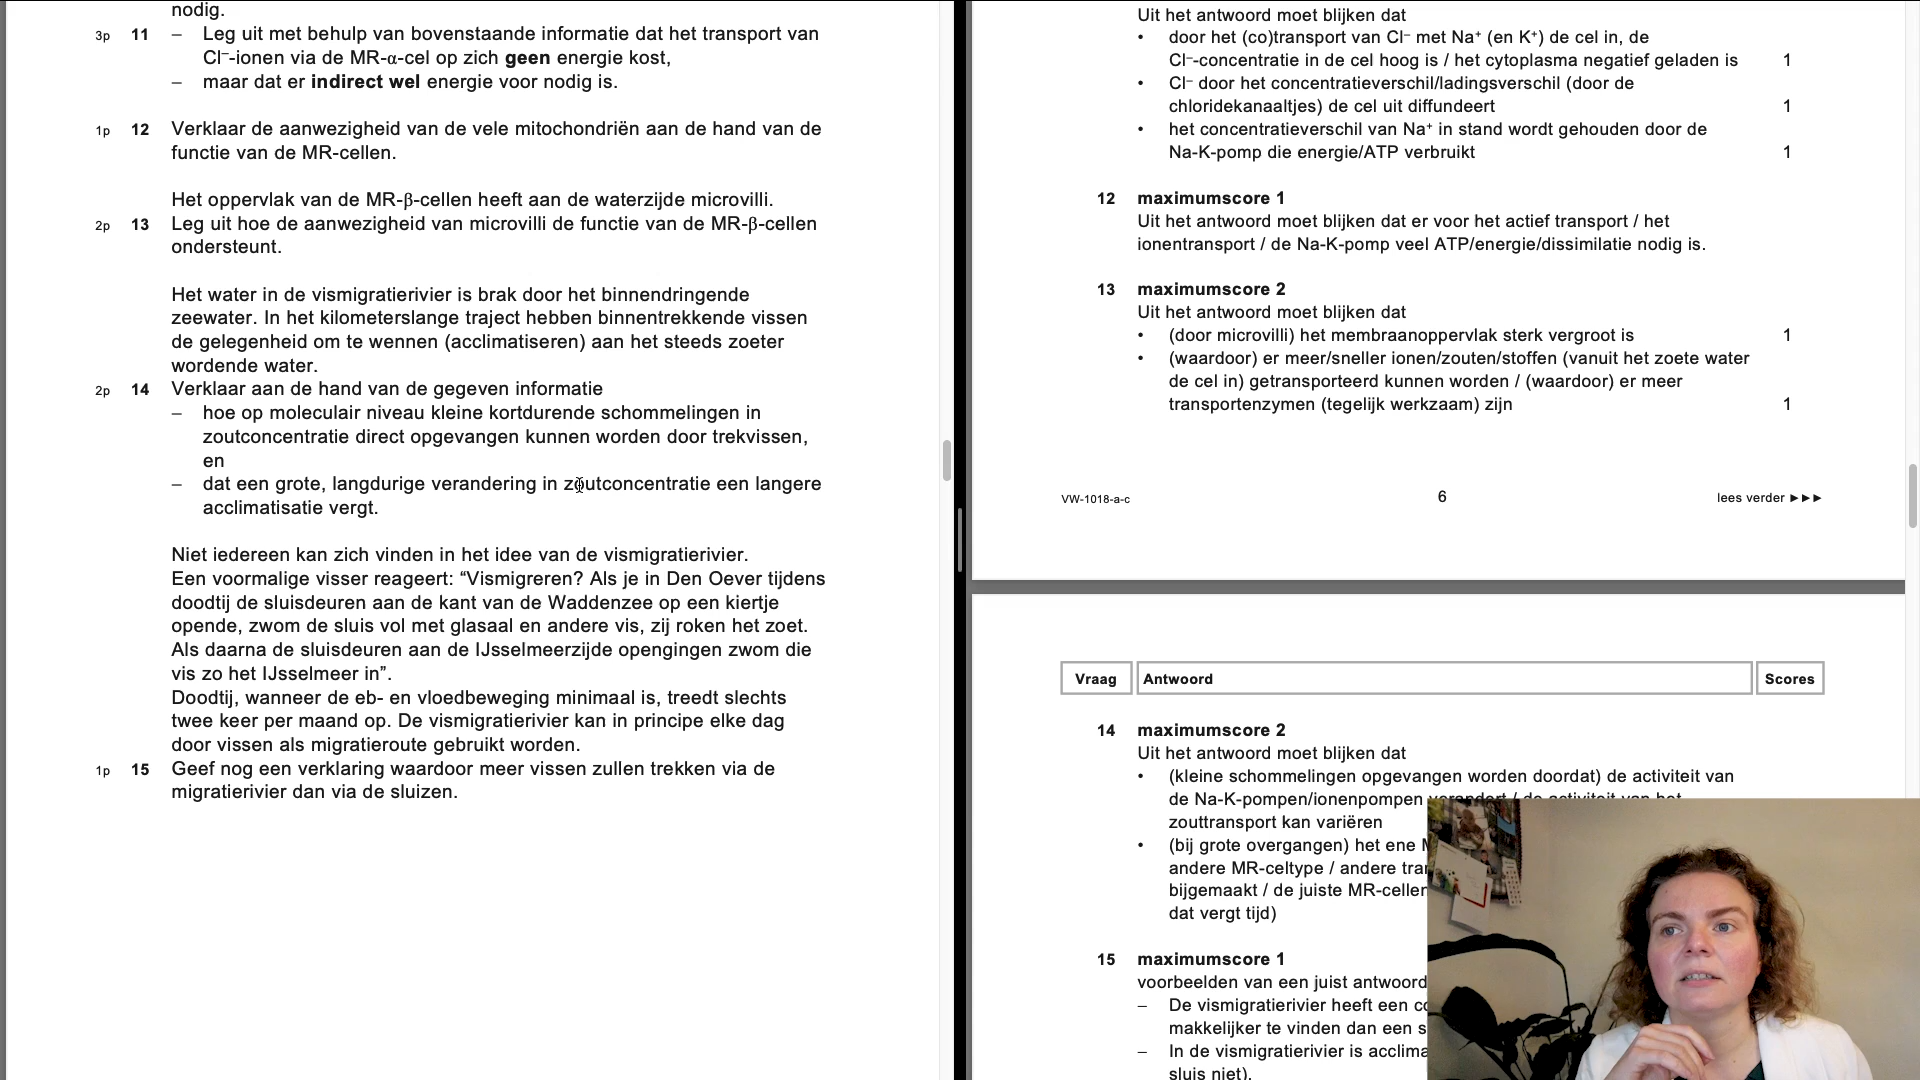 nodig.
3p 11 – Leg uit met behulp van bovenstaande informatie dat het transport van
Cl⁻-ionen via de MR-α-cel op zich geen energie kost,
– maar dat er indirect wel energie voor nodig is.
1p 12 Verklaar de aanwezigheid van de vele mitochondriën aan de hand van de
functie van de MR-cellen.
Het oppervlak van de MR-β-cellen heeft aan de waterzijde microvilli.
2p 13 Leg uit hoe de aanwezigheid van microvilli de functie van de MR-β-cellen
ondersteunt.
Het water in de vismigratierivier is brak door het binnendringende
zeewater. In het kilometerslange traject hebben binnentrekkende vissen
de gelegenheid om te wennen (acclimatiseren) aan het steeds zoeter
wordende water.
2p 14 Verklaar aan de hand van de gegeven informatie
– hoe op moleculair niveau kleine kortdurende schommelingen in
zoutconcentratie direct opgevangen kunnen worden door trekvissen,
en
– dat een grote, langdurige verandering in zoutconcentratie een langere
acclimatisatie vergt.
Niet iedereen kan zich vinden in het idee van de vismigratierivier.
Een voormalige visser reageert: “Vismigreren? Als je in Den Oever tijdens
doodtij de sluisdeuren aan de kant van de Waddenzee op een kiertje
opende, zwom de sluis vol met glasaal en andere vis, zij roken het zoet.
Als daarna de sluisdeuren aan de IJsselmeerzijde opengingen zwom die
vis zo het IJsselmeer in”.
Doodtij, wanneer de eb- en vloedbeweging minimaal is, treedt slechts
twee keer per maand op. De vismigratierivier kan in principe elke dag
door vissen als migratieroute gebruikt worden.
1p 15 Geef nog een verklaring waardoor meer vissen zullen trekken via de
migratierivier dan via de sluizen.
Uit het antwoord moet blijken dat
• door het (co)transport van Cl⁻ met Na⁺ (en K⁺) de cel in, de
Cl⁻-concentratie in de cel hoog is / het cytoplasma negatief geladen is 1
• Cl⁻ door het concentratieverschil/ladingsverschil (door de
chloridekanaaltjes) de cel uit diffundeert 1
• het concentratieverschil van Na⁺ in stand wordt gehouden door de
Na-K-pomp die energie/ATP verbruikt 1
12 maximumscore 1
Uit het antwoord moet blijken dat er voor het actief transport / het
ionentransport / de Na-K-pomp veel ATP/energie/dissimilatie nodig is.
13 maximumscore 2
Uit het antwoord moet blijken dat
• (door microvilli) het membraanoppervlak sterk vergroot is 1
• (waardoor) er meer/sneller ionen/zouten/stoffen (vanuit het zoete water
de cel in) getransporteerd kunnen worden / (waardoor) er meer
transportenzymen (tegelijk werkzaam) zijn 1
VW-1018-a-c 6 lees verder ►►►
Vraag Antwoord Scores
14 maximumscore 2
Uit het antwoord moet blijken dat
• (kleine schommelingen opgevangen worden doordat) de activiteit van
de Na-K-pompen/ionenpompen verandert / de activiteit van het
zouttransport kan variëren
• (bij grote overgangen) het ene
andere MR-celtype / andere
bijgemaakt / de juiste MR-cellen
dat vergt tijd)
15 maximumscore 1
voorbeelden van een juist antwoord
– De vismigratierivier heeft een
makkelijker te vinden dan een
– In de vismigratierivier is
sluis niet).